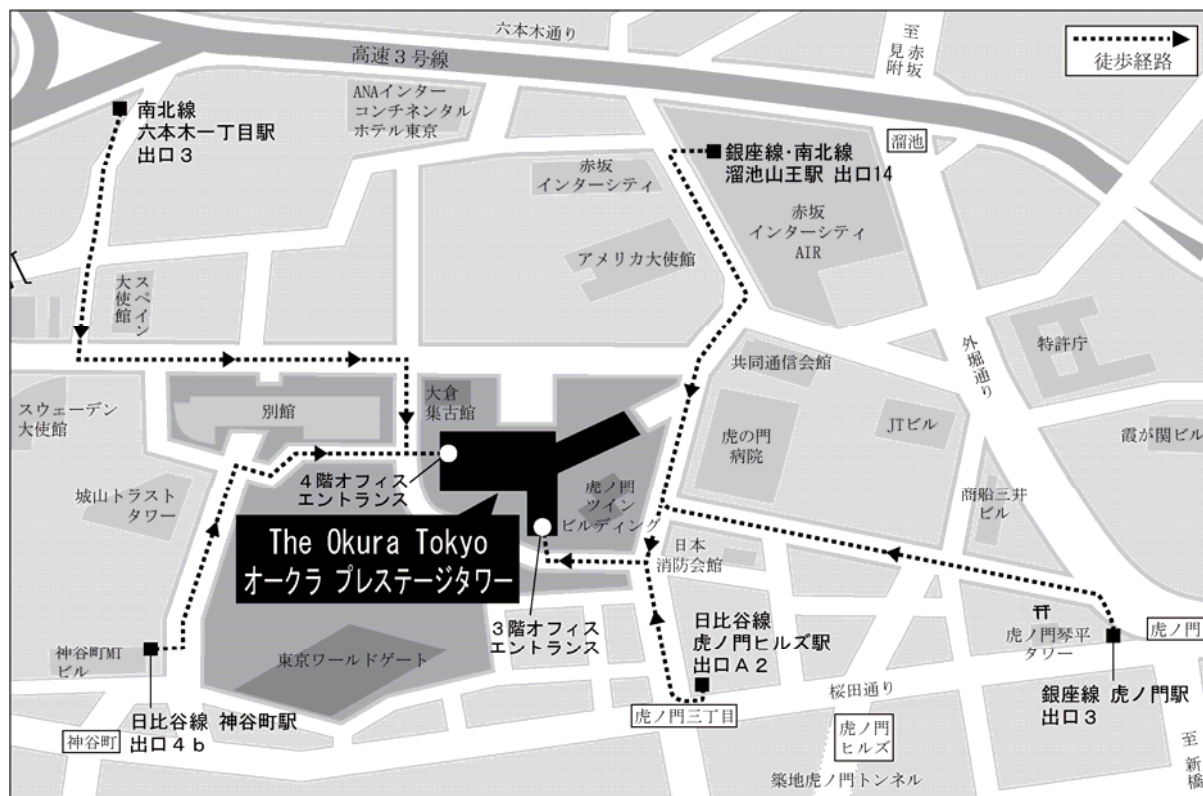 六本木通り
高速3号線
至
赤坂
見附
徒歩経路
南北線
六本木一丁目駅
出口3
ANAインター
コンチネンタル
ホテル東京
溜池
銀座線・南北線
溜池山王駅 出口14
赤坂
インターシティ
赤坂
インターシティ
AIR
アメリカ大使館
スペイン
大使館
外堀通り
特許庁
共同通信会館
スウェーデン
大使館
別館
大倉
集古館
虎の門
病院
JTビル
霞が関ビル
4階オフィス
エントランス
城山トラスト
タワー
虎ノ門
ツイン
ビルディング
商船三井
ビル
The Okura Tokyo
オークラ プレステージタワー
日本
消防会館
3階オフィス
エントランス
日比谷線
虎ノ門ヒルズ駅
出口A2
虎ノ門琴平
タワー
虎ノ門
神谷町MT
ビル
東京ワールドゲート
桜田通り
銀座線 虎ノ門駅
出口3
日比谷線 神谷町駅
出口4b
神谷町
虎ノ門三丁目
虎ノ門
ヒルズ
至
新橋
築地虎ノ門トンネル